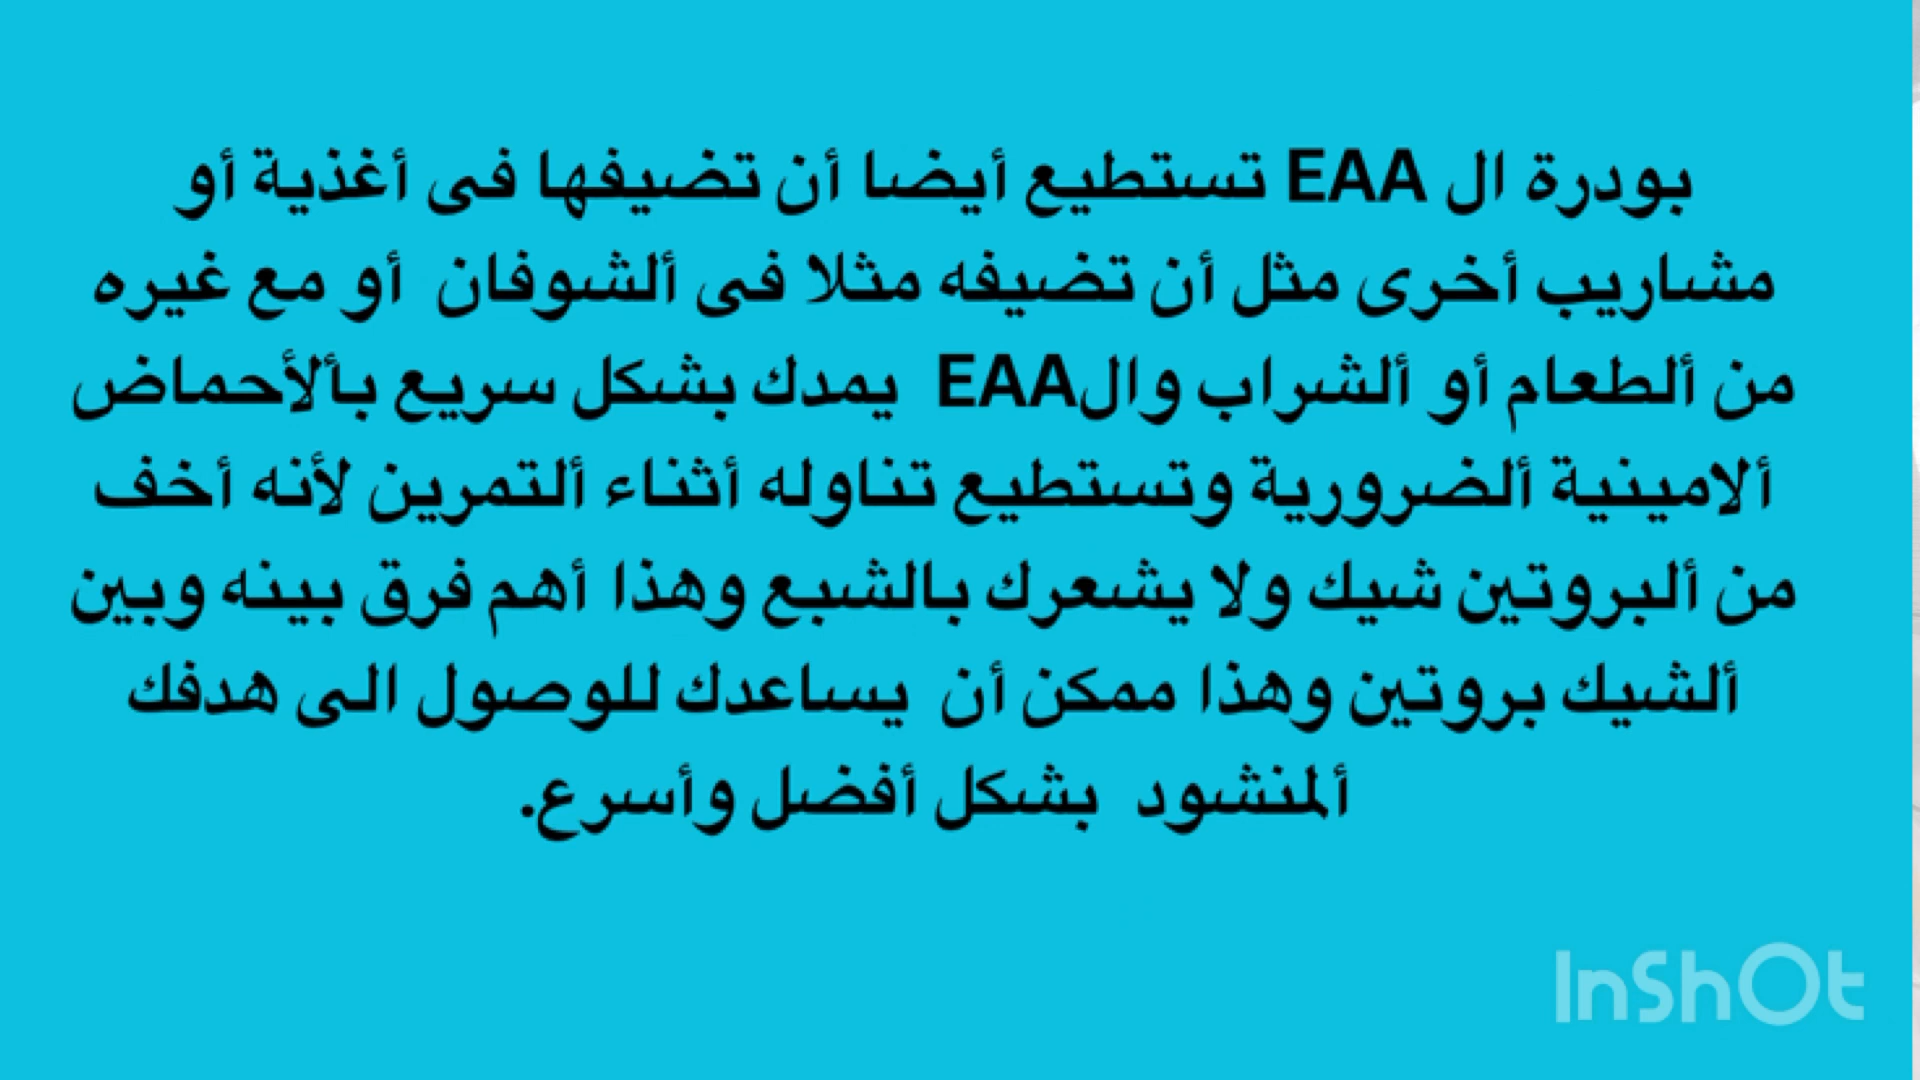 بودرة ال EAA تستطيع أيضا أن تضيفها فى أغذية أو
مشاريب أخرى مثل أن تضيفه مثلا فى ألشوفان أو مع غيره
من ألطعام أو ألشراب والEAA يمدك بشكل سريع بألأحماض
ألامينية ألضرورية وتستطيع تناوله أثناء ألتمرين لأنه أخف
من ألبروتين شيك ولا يشعرك بالشبع وهذا أهم فرق بينه وبين
ألشيك بروتين وهذا ممكن أن يساعدك للوصول الى هدفك
ألمنشود بشكل أفضل وأسرع.
InShOt